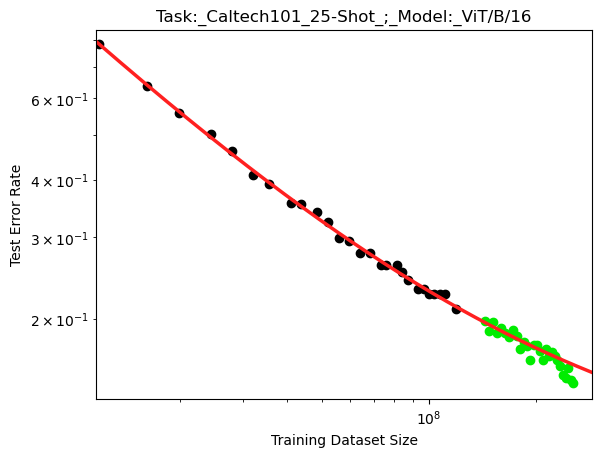 Task:_Caltech101_25-Shot_;_Model:_ViT/B/16
6 × 10⁻¹
4 × 10⁻¹
3 × 10⁻¹
2 × 10⁻¹
Test Error Rate
10⁸
Training Dataset Size